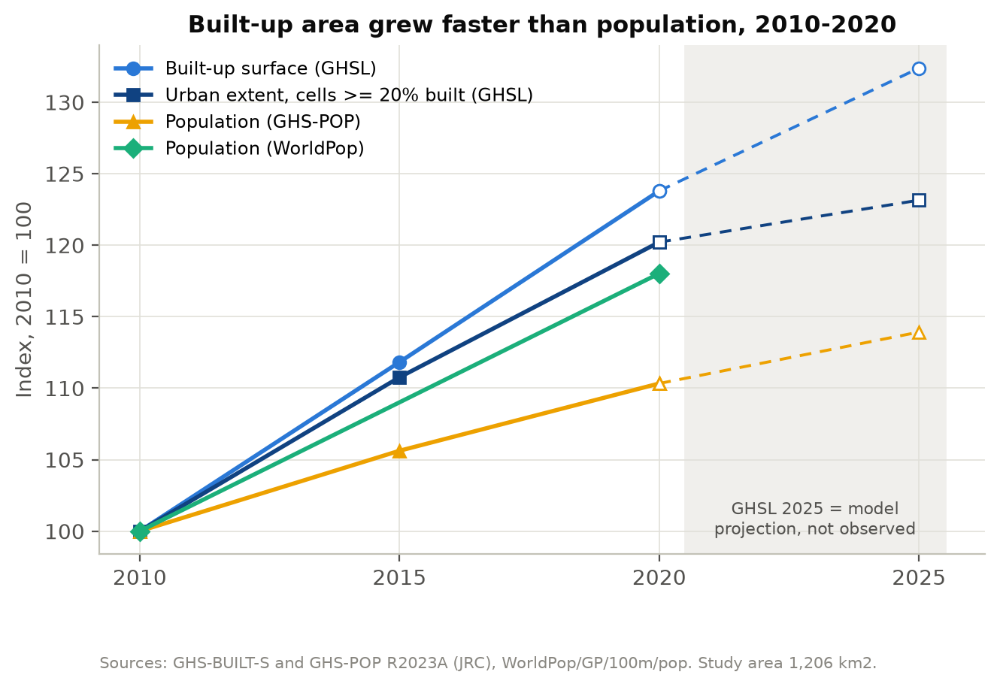 Built-up area grew faster than population, 2010-2020
Built-up surface (GHSL)
Urban extent, cells >= 20% built (GHSL)
Population (GHS-POP)
Population (WorldPop)
Index, 2010 = 100
130
125
120
115
110
105
100
GHSL 2025 = model
projection, not observed
2010 2015 2020 2025
Sources: GHS-BUILT-S and GHS-POP R2023A (JRC), WorldPop/GP/100m/pop. Study area 1,206 km2.